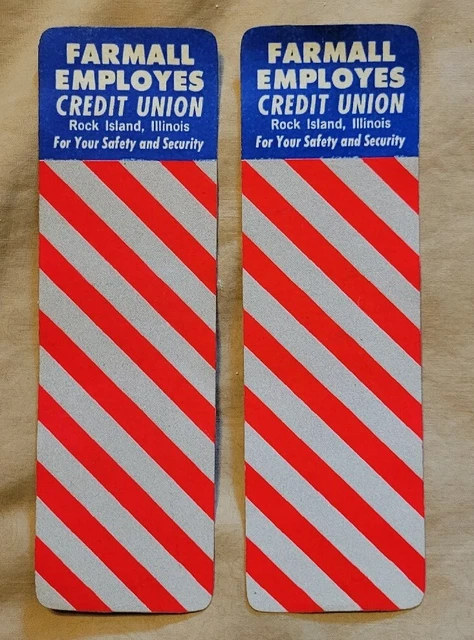 FARMALL
EMPLOYES
CREDIT UNION
Rock Island, Illinois
For Your Safety and Security
FARMALL
EMPLOYES
CREDIT UNION
Rock Island, Illinois
For Your Safety and Security